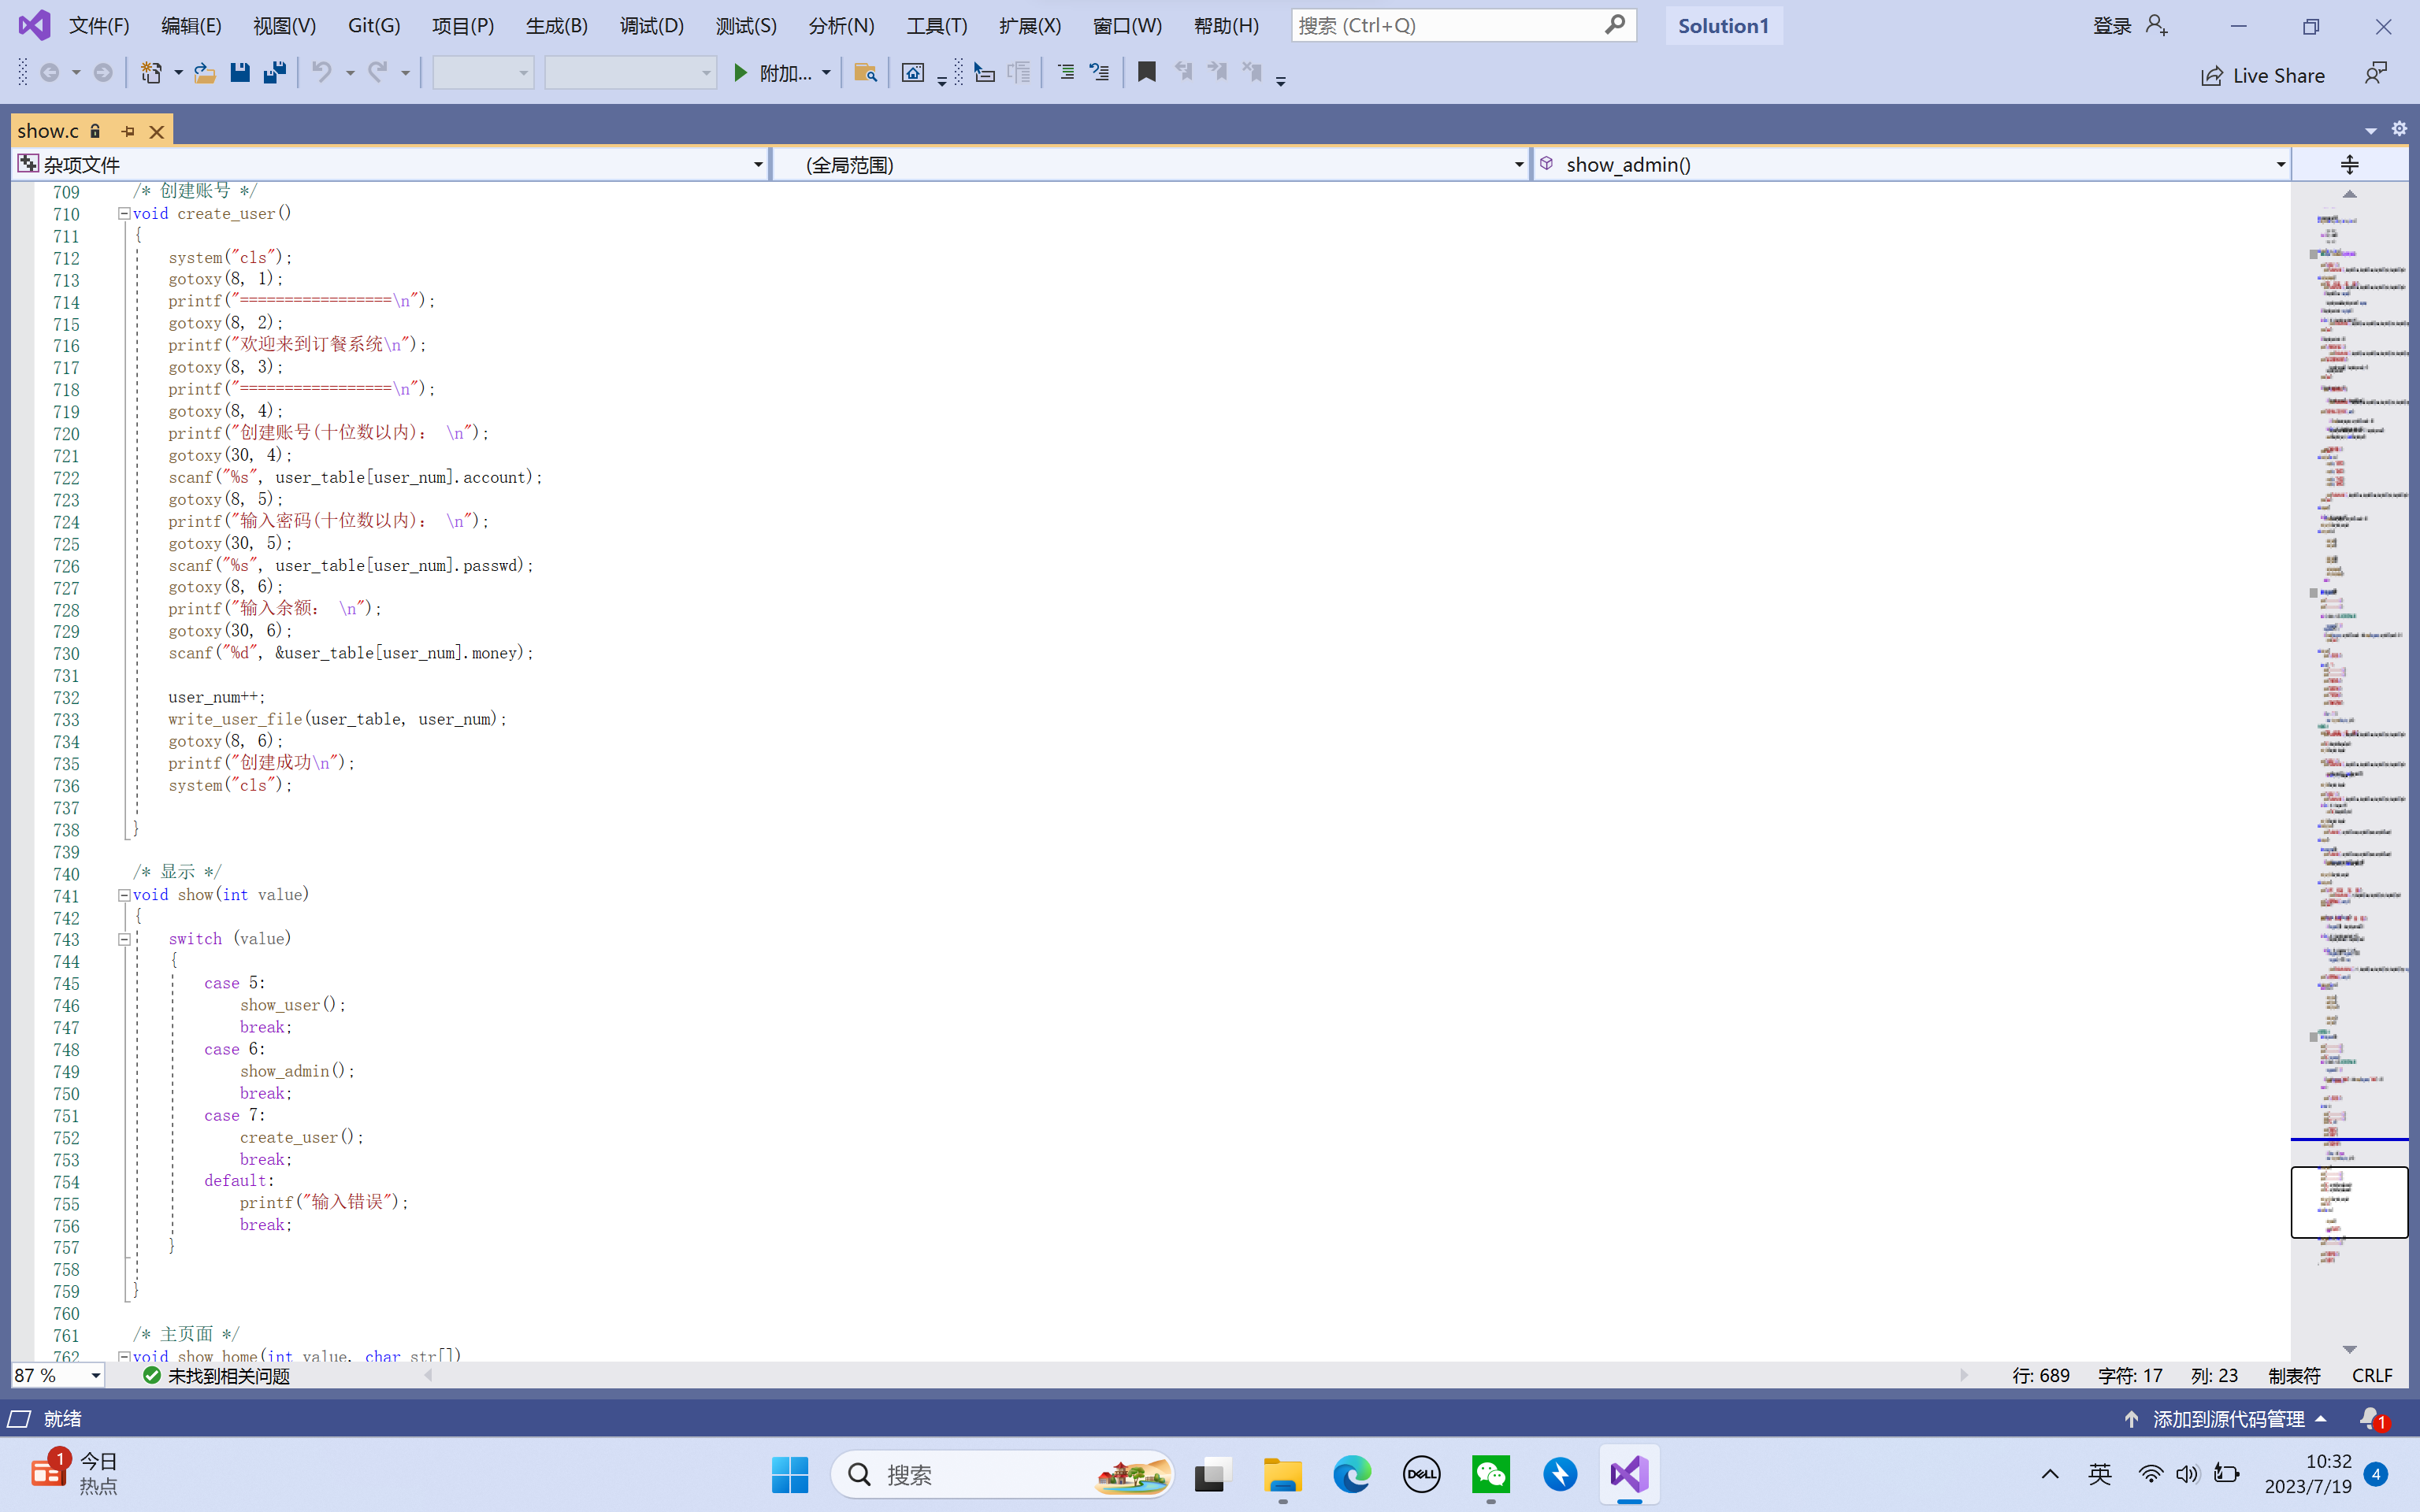 文件(F) 编辑(E) 视图(V) Git(G) 项目(P) 生成(B) 调试(D) 测试(S) 分析(N) 工具(T) 扩展(X) 窗口(W) 帮助(H) 搜索 (Ctrl+Q) Solution1 登录
附加... Live Share
show.c
杂项文件 (全局范围) show_admin()
709 /* 创建账号 */
710 void create_user()
711 {
712 system("cls");
713 gotoxy(8, 1);
714 printf("=================\n");
715 gotoxy(8, 2);
716 printf("欢迎来到订餐系统\n");
717 gotoxy(8, 3);
718 printf("=================\n");
719 gotoxy(8, 4);
720 printf("创建账号(十位数以内)： \n");
721 gotoxy(30, 4);
722 scanf("%s", user_table[user_num].account);
723 gotoxy(8, 5);
724 printf("输入密码(十位数以内)： \n");
725 gotoxy(30, 5);
726 scanf("%s", user_table[user_num].passwd);
727 gotoxy(8, 6);
728 printf("输入余额： \n");
729 gotoxy(30, 6);
730 scanf("%d", &user_table[user_num].money);
731
732 user_num++;
733 write_user_file(user_table, user_num);
734 gotoxy(8, 6);
735 printf("创建成功\n");
736 system("cls");
737
738 }
739
740 /* 显示 */
741 void show(int value)
742 {
743 switch (value)
744 {
745 case 5:
746 show_user();
747 break;
748 case 6:
749 show_admin();
750 break;
751 case 7:
752 create_user();
753 break;
754 default:
755 printf("输入错误");
756 break;
757 }
758
759 }
760
761 /* 主页面 */
762 void show_home(int value, char str[])
87 % 未找到相关问题 行: 689 字符: 17 列: 23 制表符 CRLF
就绪 添加到源代码管理 1
1 今日 热点 搜索 DELL 英 10:32 2023/7/19 4